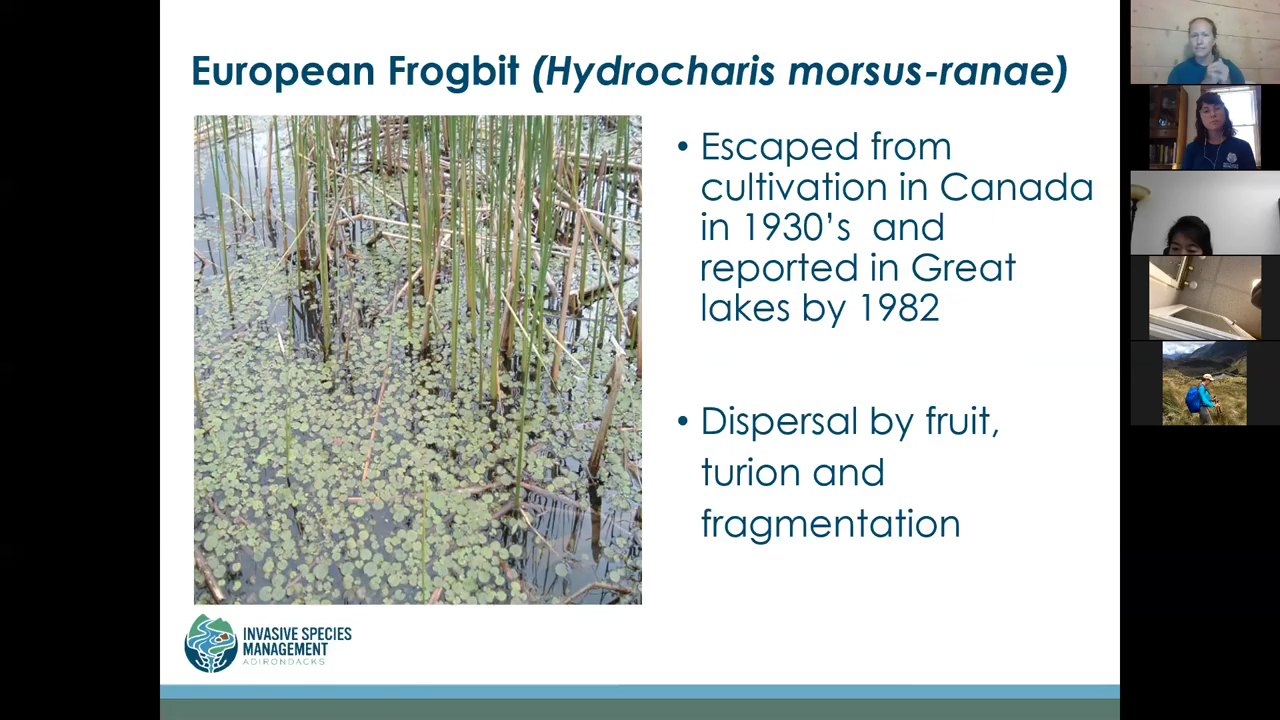 European Frogbit (Hydrocharis morsus-ranae)
• Escaped from
cultivation in Canada
in 1930’s  and
reported in Great
lakes by 1982
• Dispersal by fruit,
turion and
fragmentation
INVASIVE SPECIES
MANAGEMENT
ADIRONDACKS